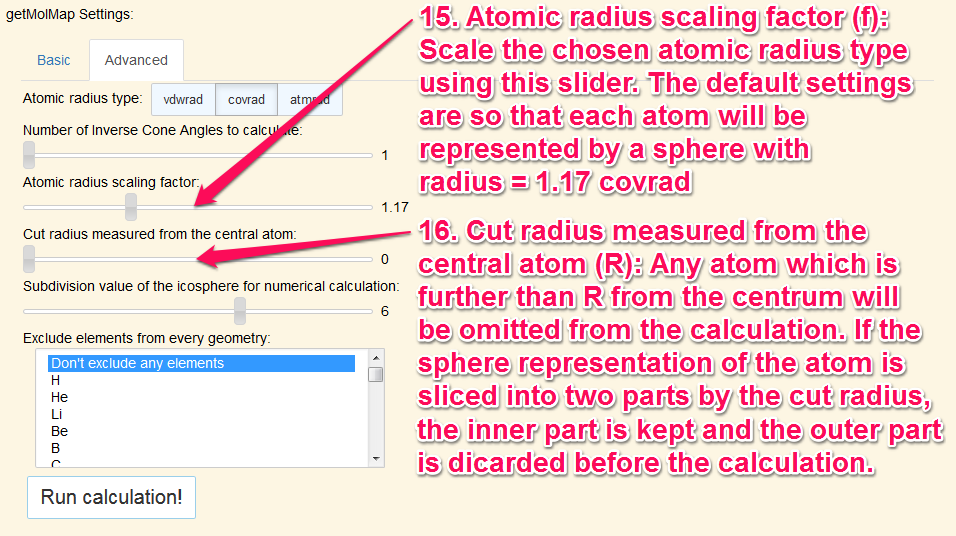 getMolMap Settings:
Basic
Advanced
Atomic radius type:
vdwrad
covrad
atmrad
Number of Inverse Cone Angles to calculate:
1
Atomic radius scaling factor:
1.17
Cut radius measured from the central atom:
0
Subdivision value of the icosphere for numerical calculation:
6
Exclude elements from every geometry:
Don't exclude any elements
H
He
Li
Be
B
C
Run calculation!
15. Atomic radius scaling factor (f):
Scale the chosen atomic radius type
using this slider. The default settings
are so that each atom will be
represented by a sphere with
radius = 1.17 covrad
16. Cut radius measured from the
central atom (R): Any atom which is
further than R from the centrum will
be omitted from the calculation. If the
sphere representation of the atom is
sliced into two parts by the cut radius,
the inner part is kept and the outer part
is dicarded before the calculation.